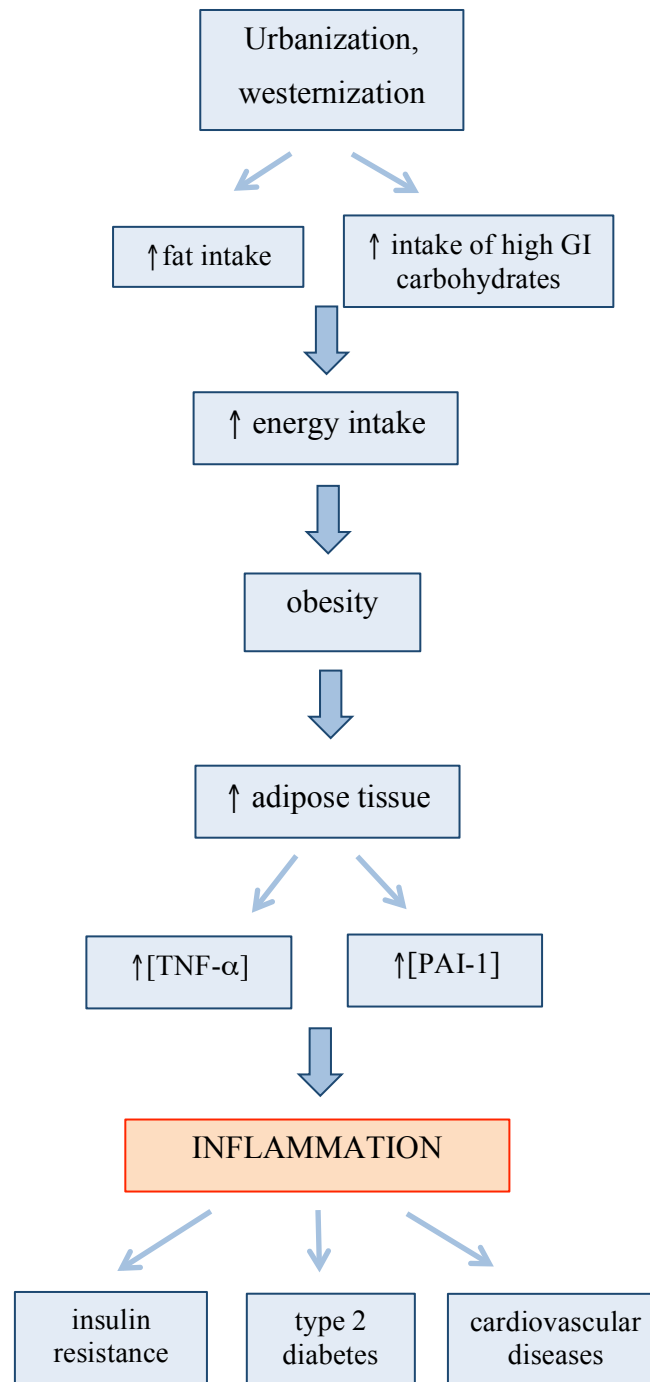 Urbanization,
westernization
↑fat intake
↑ intake of high GI
carbohydrates
↑ energy intake
obesity
↑ adipose tissue
↑[TNF-α]
↑[PAI-1]
INFLAMMATION
insulin
resistance
type 2
diabetes
cardiovascular
diseases